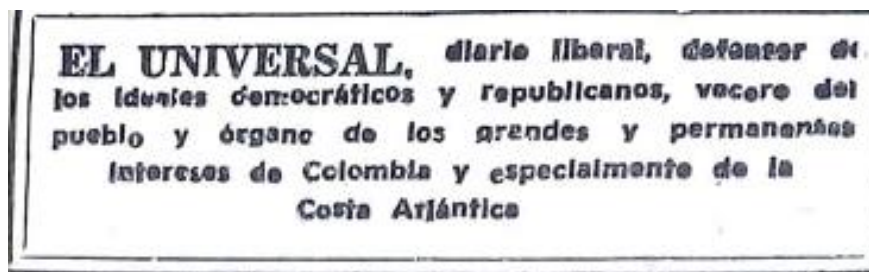 EL UNIVERSAL, diario liberal, defensor de
los ideales democráticos y republicanos, vocero del
pueblo y órgano de los grandes y permanentes
intereses de Colombia y especialmente de la
Costa Atlántica